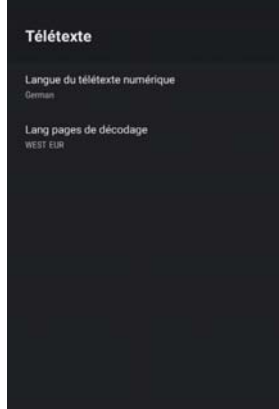 Télétexte
Langue du télétexte numérique
German
Lang pages de décodage
WEST EUR